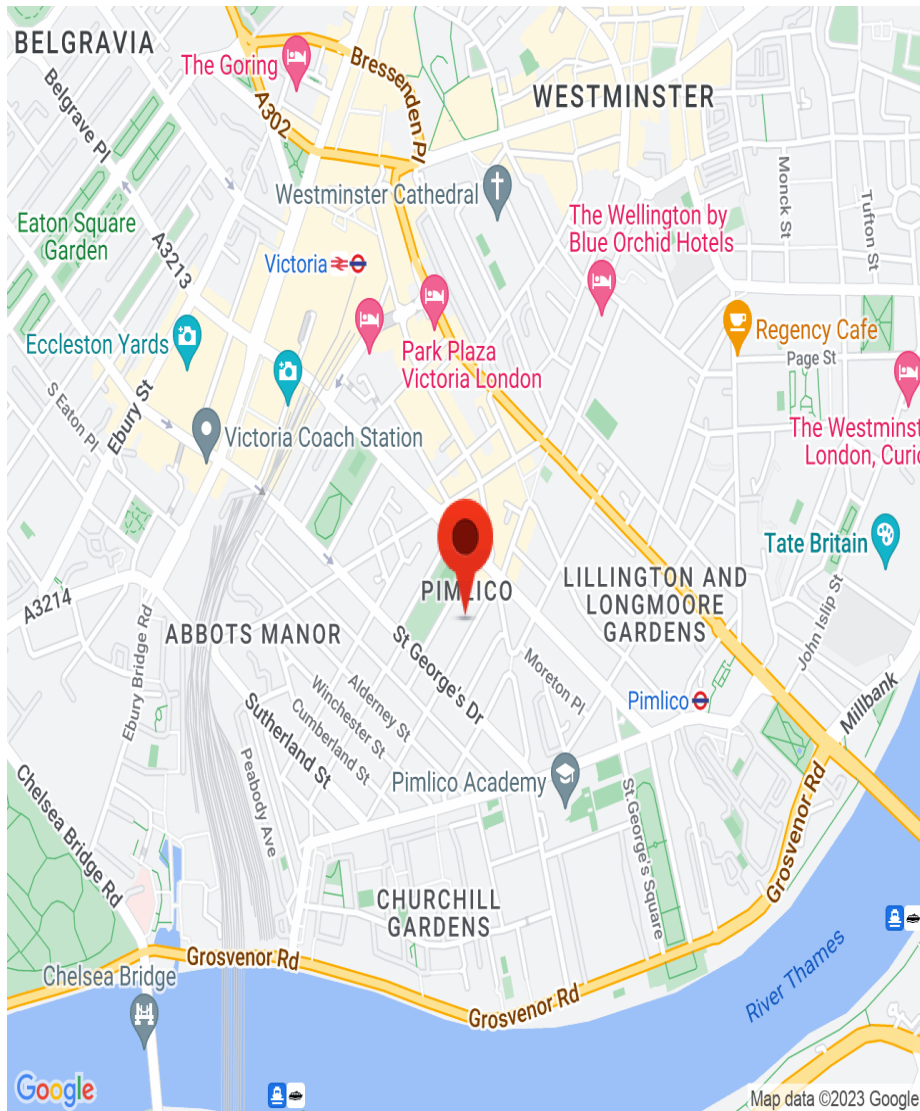 BELGRAVIA
The Goring
Bressenden Pl
WESTMINSTER
Belgrave Pl
A302
Westminster Cathedral
Monck St
Tufton St
Eaton Square
Garden
A3213
Victoria
The Wellington by
Blue Orchid Hotels
Eccleston Yards
Park Plaza
Victoria London
Regency Cafe
Page St
S Eaton Pl
Ebury St
Victoria Coach Station
The Westminst
London, Curio
Tate Britain
PIMLICO
LILLINGTON AND
LONGMOORE
GARDENS
A3214
ABBOTS MANOR
Ebury Bridge Rd
St George's Dr
Moreton Pl
John Islip St
Millbank
Pimlico
Alderney St
Winchester St
Cumberland St
Sutherland St
Peabody Ave
Pimlico Academy
St.George's Square
Grosvenor Rd
Chelsea Bridge Rd
CHURCHILL
GARDENS
Grosvenor Rd
Chelsea Bridge
Grosvenor Rd
River Thames
Google
Map data ©2023 Google